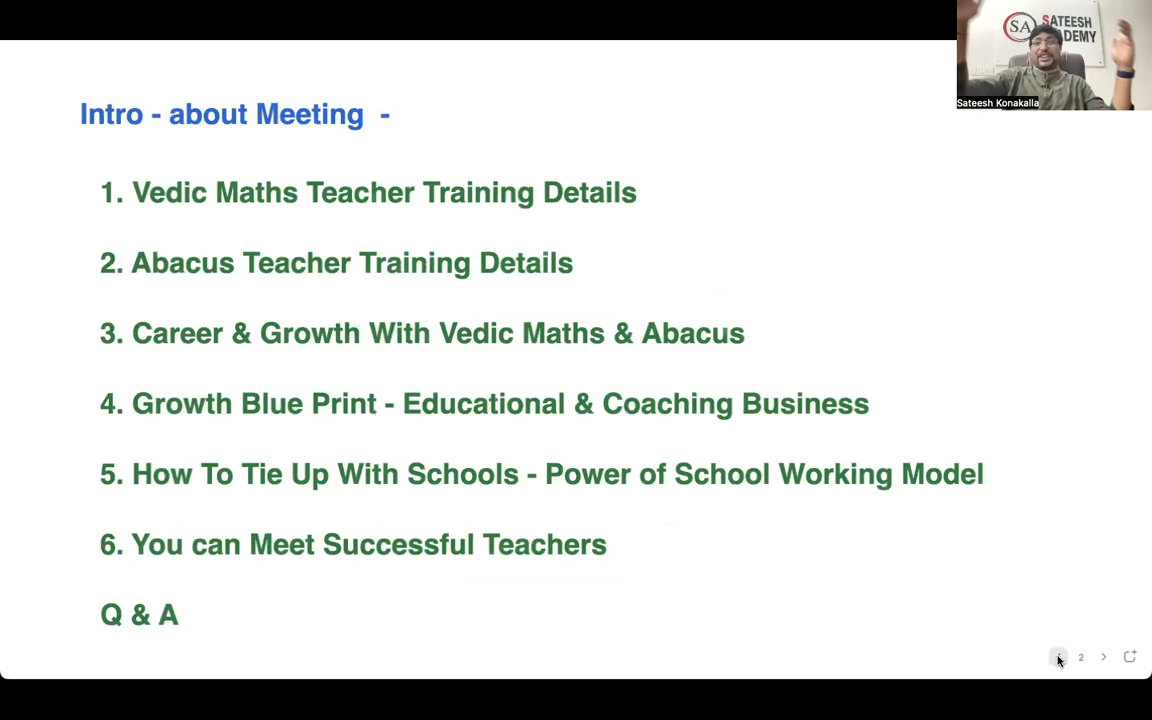 SA SATEESH
ACADEMY
Sateesh Konakalla
Intro - about Meeting -
1. Vedic Maths Teacher Training Details
2. Abacus Teacher Training Details
3. Career & Growth With Vedic Maths & Abacus
4. Growth Blue Print - Educational & Coaching Business
5. How To Tie Up With Schools - Power of School Working Model
6. You can Meet Successful Teachers
Q & A
2